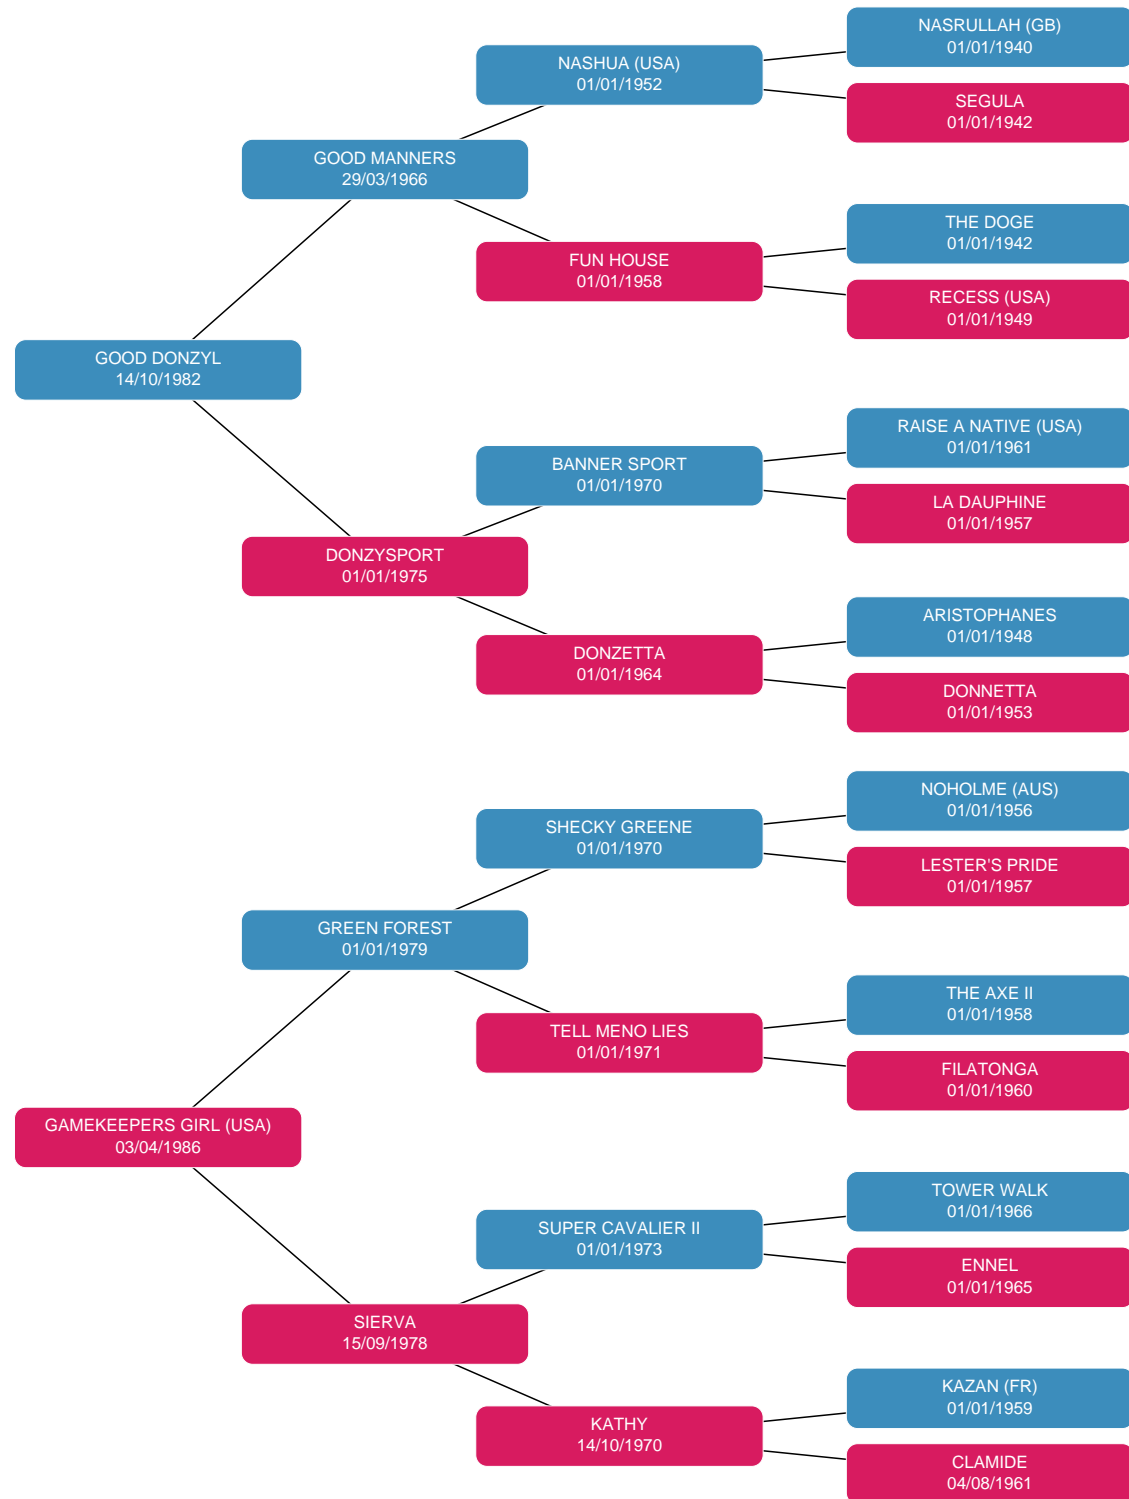 NASRULLAH (GB)
01/01/1940
NASHUA (USA)
01/01/1952
SEGULA
01/01/1942
GOOD MANNERS
29/03/1966
THE DOGE
01/01/1942
FUN HOUSE
01/01/1958
RECESS (USA)
01/01/1949
GOOD DONZYL
14/10/1982
RAISE A NATIVE (USA)
01/01/1961
BANNER SPORT
01/01/1970
LA DAUPHINE
01/01/1957
DONZYSPORT
01/01/1975
ARISTOPHANES
01/01/1948
DONZETTA
01/01/1964
DONNETTA
01/01/1953
NOHOLME (AUS)
01/01/1956
SHECKY GREENE
01/01/1970
LESTER'S PRIDE
01/01/1957
GREEN FOREST
01/01/1979
THE AXE II
01/01/1958
TELL MENO LIES
01/01/1971
FILATONGA
01/01/1960
GAMEKEEPERS GIRL (USA)
03/04/1986
TOWER WALK
01/01/1966
SUPER CAVALIER II
01/01/1973
ENNEL
01/01/1965
SIERVA
15/09/1978
KAZAN (FR)
01/01/1959
KATHY
14/10/1970
CLAMIDE
04/08/1961